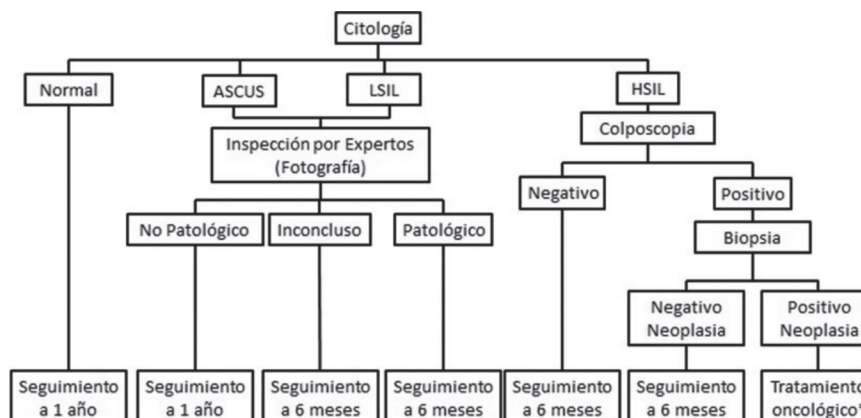 Citología
Normal
ASCUS
LSIL
HSIL
Inspección por Expertos
(Fotografía)
Colposcopia
Negativo
Positivo
No Patológico
Inconcluso
Patológico
Biopsia
Negativo
Neoplasia
Positivo
Neoplasia
Seguimiento
a 1 año
Seguimiento
a 1 año
Seguimiento
a 6 meses
Seguimiento
a 6 meses
Seguimiento
a 6 meses
Seguimiento
a 6 meses
Tratamiento
oncológico